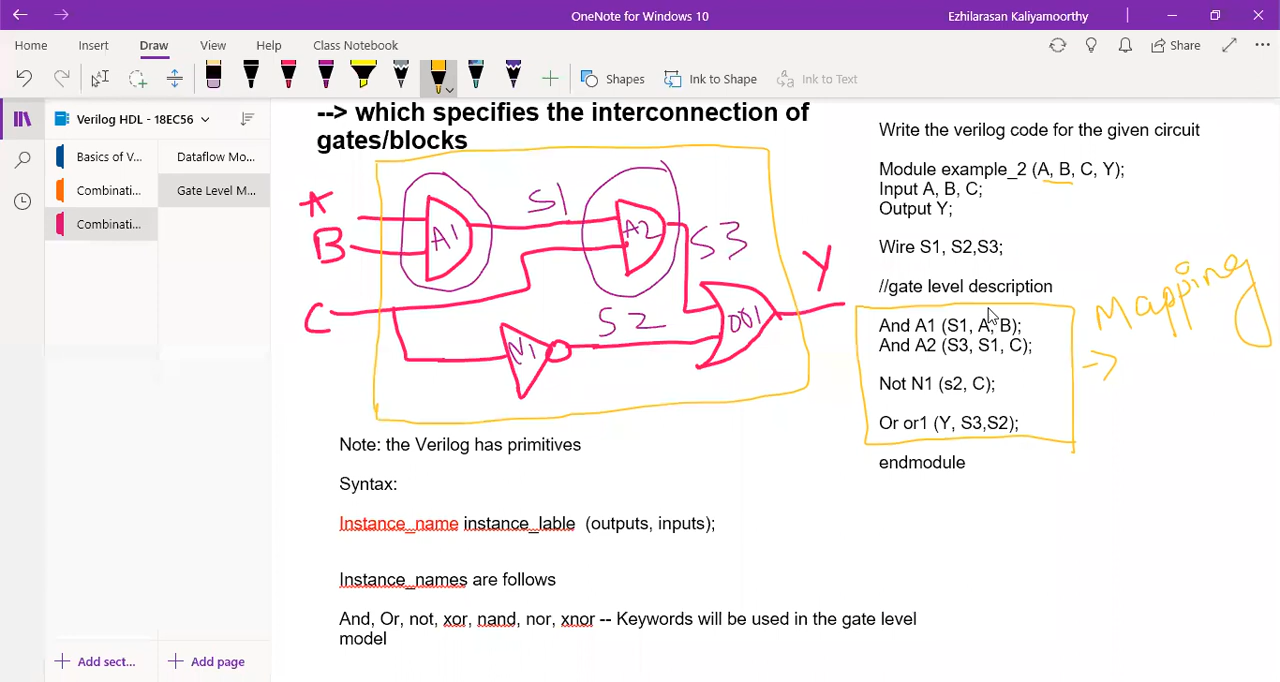 OneNote for Windows 10
Ezhilarasan Kaliyamoorthy
Home Insert Draw View Help Class Notebook
Share
Shapes Ink to Shape Ink to Text
Verilog HDL - 18EC56
Basics of V...
Combinati...
Combinati...
Dataflow Mo...
Gate Level M...
--> which specifies the interconnection of
gates/blocks
A
B
C
A1
S1
A2
S3
S2
N1
OO1
Y
Note: the Verilog has primitives
Syntax:
Instance_name instance_lable (outputs, inputs);
Instance_names are follows
And, Or, not, xor, nand, nor, xnor -- Keywords will be used in the gate level
model
Write the verilog code for the given circuit
Module example_2 (A, B, C, Y);
Input A, B, C;
Output Y;
Wire S1, S2,S3;
//gate level description
And A1 (S1, A, B);
And A2 (S3, S1, C);
Not N1 (s2, C);
Or or1 (Y, S3,S2);
endmodule
Mapping
->
Add sect...
Add page